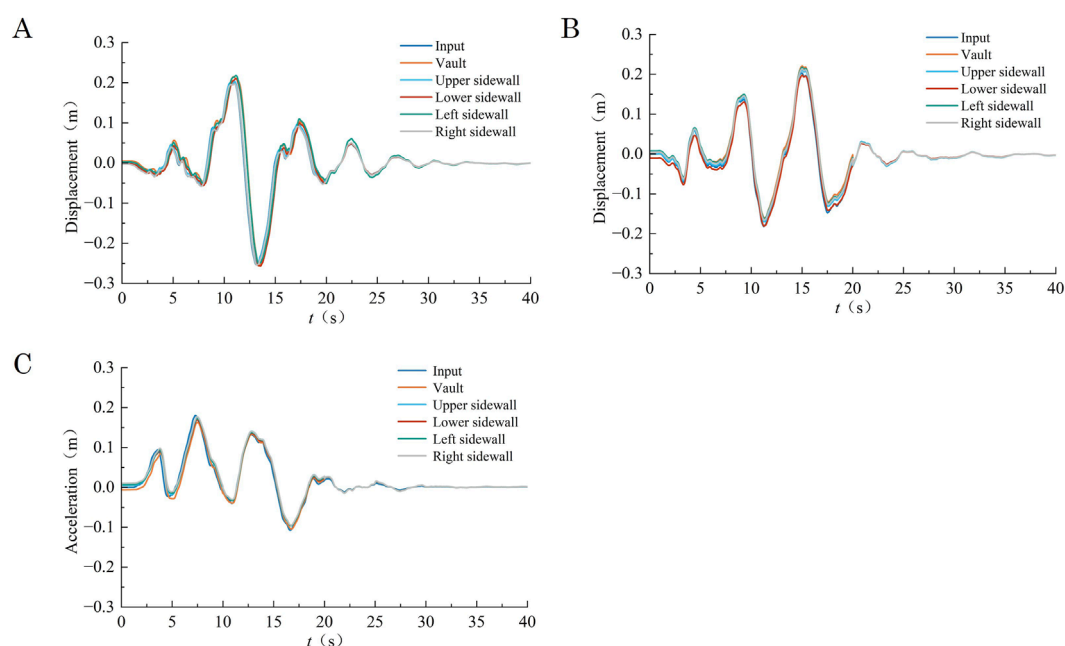 A
Displacement（m）
0.3
0.2
0.1
0.0
−0.1
−0.2
−0.3
0 5 10 15 20 25 30 35 40
t（s）
Input
Vault
Upper sidewall
Lower sidewall
Left sidewall
Right sidewall
B
Displacement（m）
0.3
0.2
0.1
0.0
−0.1
−0.2
−0.3
0 5 10 15 20 25 30 35 40
t（s）
Input
Vault
Upper sidewall
Lower sidewall
Left sidewall
Right sidewall
C
Acceleration（m）
0.3
0.2
0.1
0.0
−0.1
−0.2
−0.3
0 5 10 15 20 25 30 35 40
t（s）
Input
Vault
Upper sidewall
Lower sidewall
Left sidewall
Right sidewall